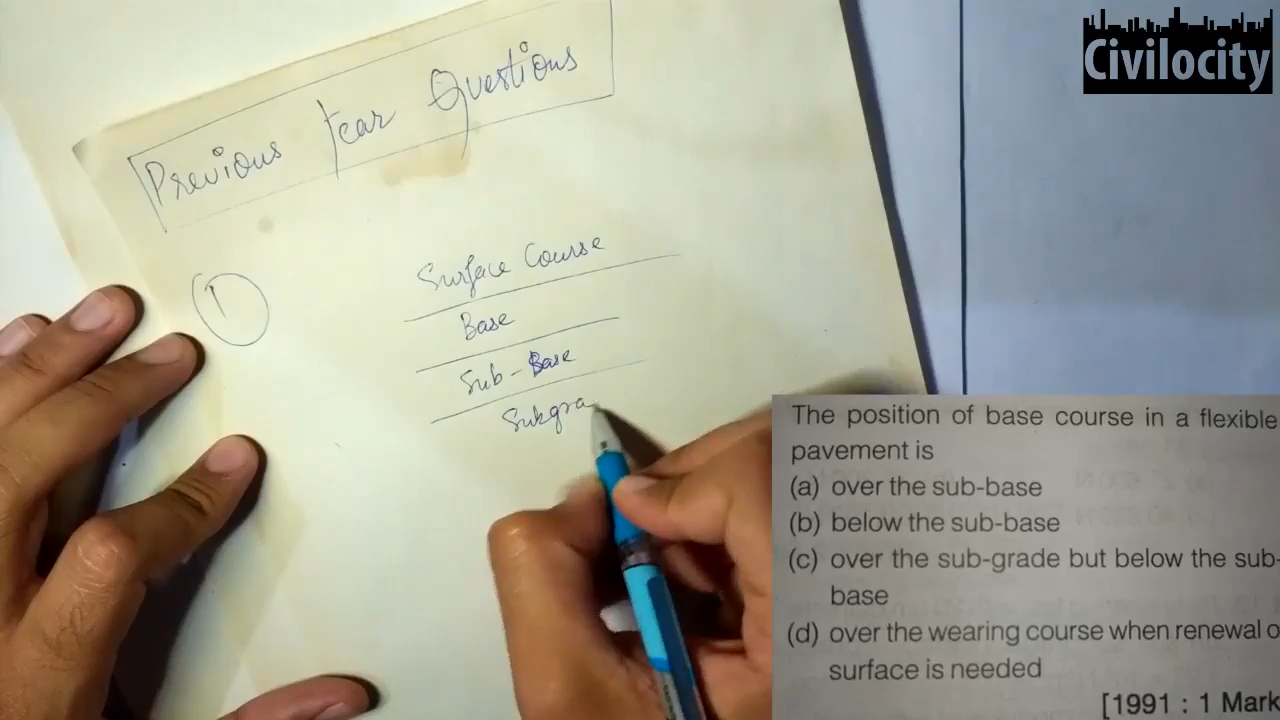 Civilocity
Previous Year Questions
1
Surface Course
Base
Sub-Base
Subgra
The position of base course in a flexible
pavement is
(a) over the sub-base
(b) below the sub-base
(c) over the sub-grade but below the sub-
base
(d) over the wearing course when renewal o
surface is needed
[1991 : 1 Mark